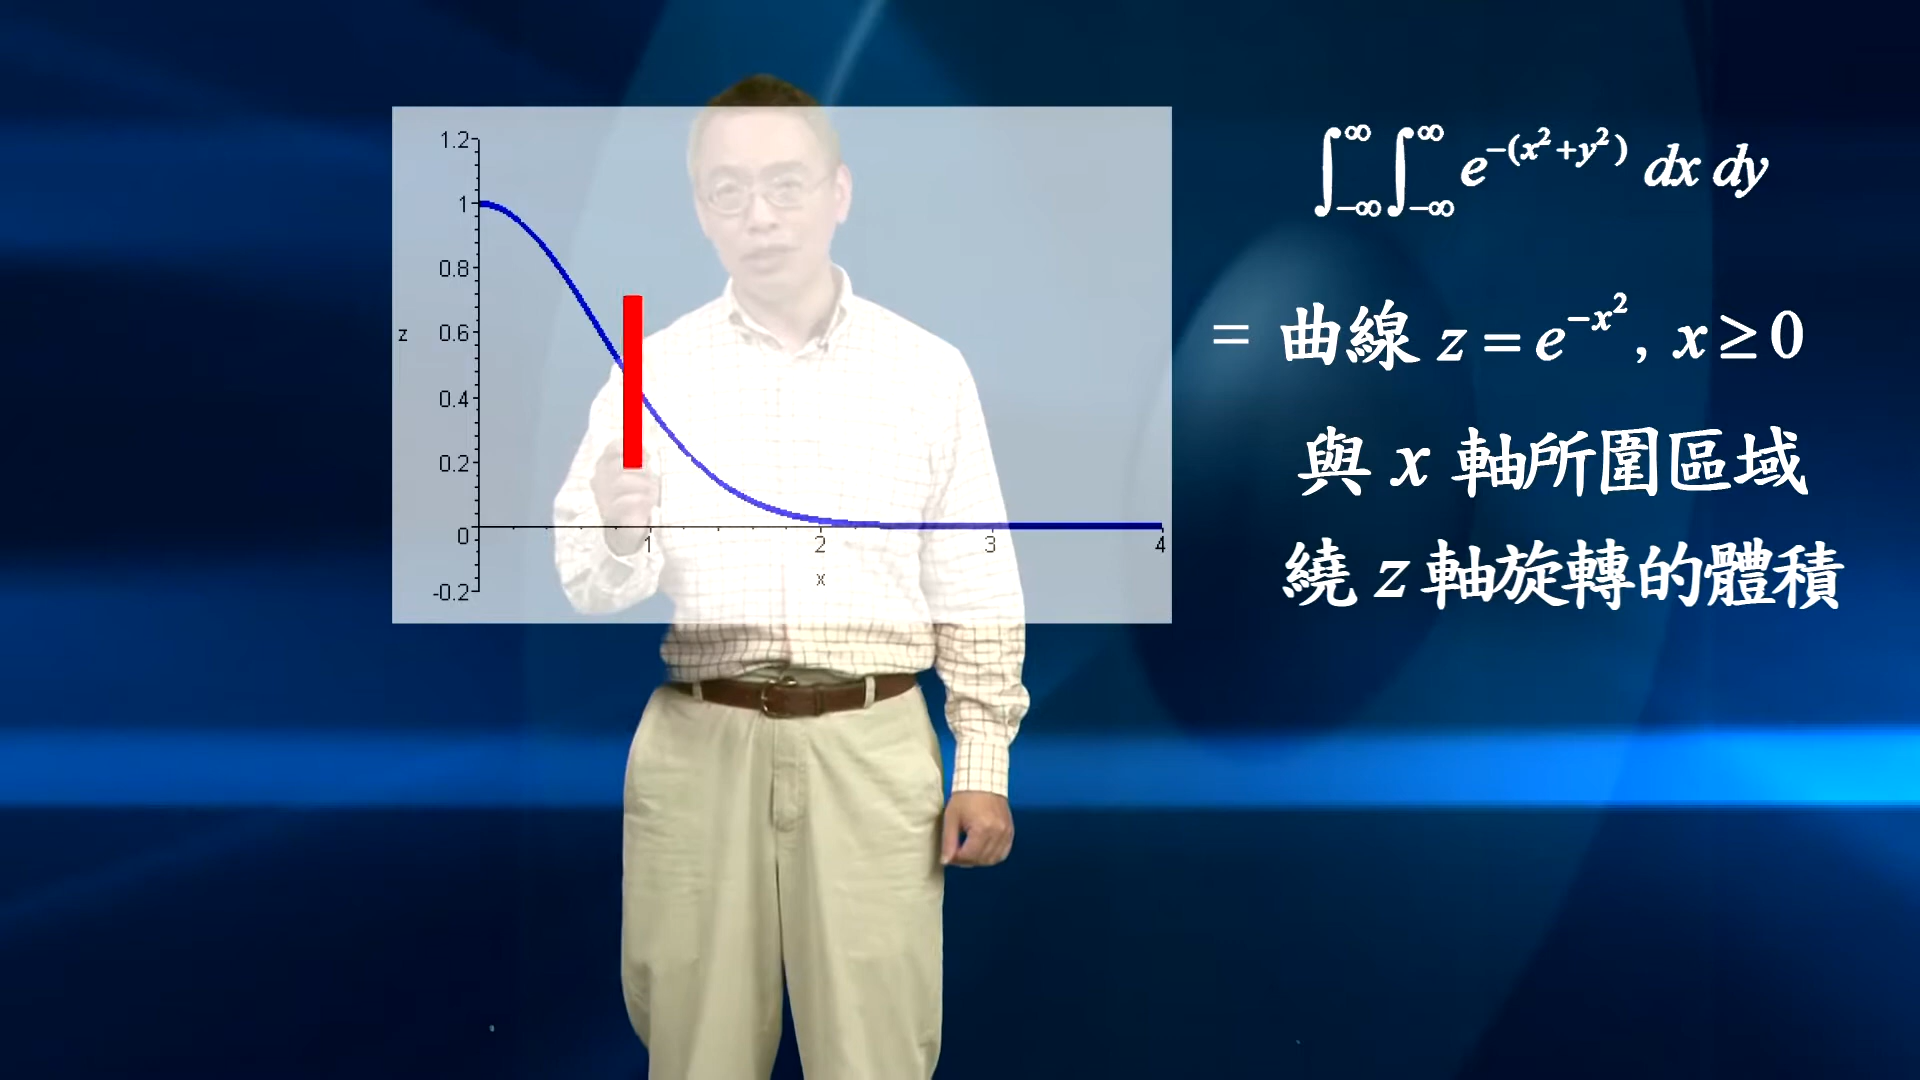 1.2
1
0.8
z 0.6
0.4
0.2
0
-0.2
1 2 3 4
x
∫_{-∞}^{∞} ∫_{-∞}^{∞} e^{-(x²+y²)} dx dy
= 曲線 z = e^{-x²}, x ≥ 0
與 x 軸所圍區域
繞 z 軸旋轉的體積